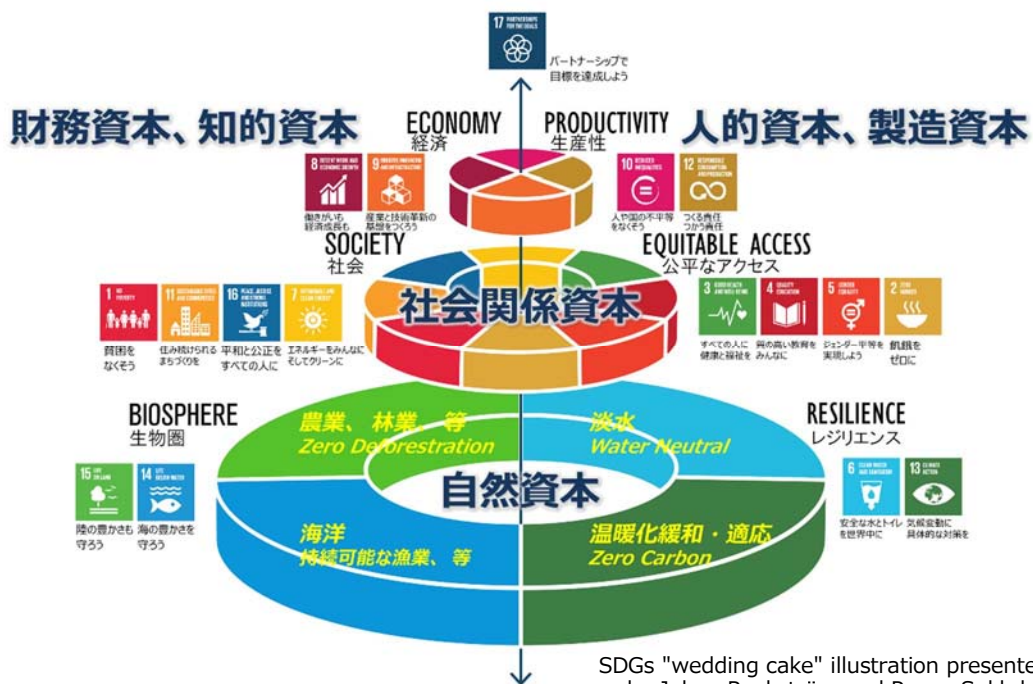 17 PARTNERSHIPS
FOR THE GOALS
パートナーシップで
目標を達成しよう
財務資本、知的資本
ECONOMY
経済
PRODUCTIVITY
生産性
人的資本、製造資本
8 DECENT WORK AND
ECONOMIC GROWTH
9 INDUSTRY, INNOVATION
AND INFRASTRUCTURE
10 REDUCED
INEQUALITIES
12 RESPONSIBLE
CONSUMPTION
AND PRODUCTION
働きがいも
経済成長も
産業と技術革新の
基盤をつくろう
人や国の不平等
をなくそう
つくる責任
つかう責任
SOCIETY
社会
EQUITABLE ACCESS
公平なアクセス
社会関係資本
1 NO
POVERTY
11 SUSTAINABLE CITIES
AND COMMUNITIES
16 PEACE, JUSTICE
AND STRONG
INSTITUTIONS
7 AFFORDABLE AND
CLEAN ENERGY
3 GOOD HEALTH
AND WELL-BEING
4 QUALITY
EDUCATION
5 GENDER
EQUALITY
2 ZERO
HUNGER
貧困を
なくそう
住み続けられる
まちづくりを
平和と公正を
すべての人に
エネルギーをみんなに
そしてクリーンに
すべての人に
健康と福祉を
質の高い教育を
みんなに
ジェンダー平等を
実現しよう
飢餓を
ゼロに
BIOSPHERE
生物圏
農業、林業、等
Zero Deforestration
淡水
Water Neutral
RESILIENCE
レジリエンス
自然資本
15 LIFE
ON LAND
14 LIFE
BELOW WATER
6 CLEAN WATER
AND SANITATION
13 CLIMATE
ACTION
陸の豊かさも
守ろう
海の豊かさを
守ろう
安全な水とトイレ
を世界中に
気候変動に
具体的な対策を
海洋
持続可能な漁業、等
温暖化緩和・適応
Zero Carbon
SDGs "wedding cake" illustration presente